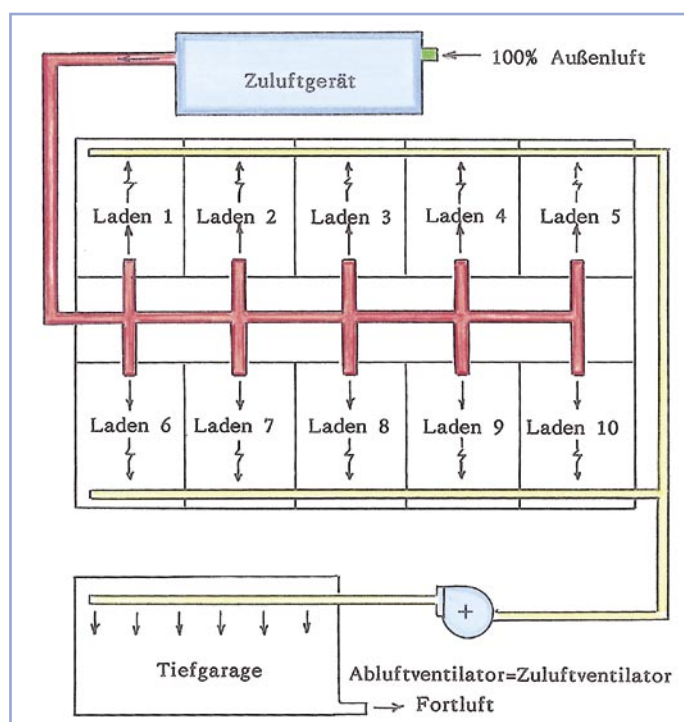 100% Außenluft
Zuluftgerät
Laden 1 Laden 2 Laden 3 Laden 4 Laden 5
Laden 6 Laden 7 Laden 8 Laden 9 Laden 10
+
Tiefgarage
Abluftventilator=Zuluftventilator
Fortluft